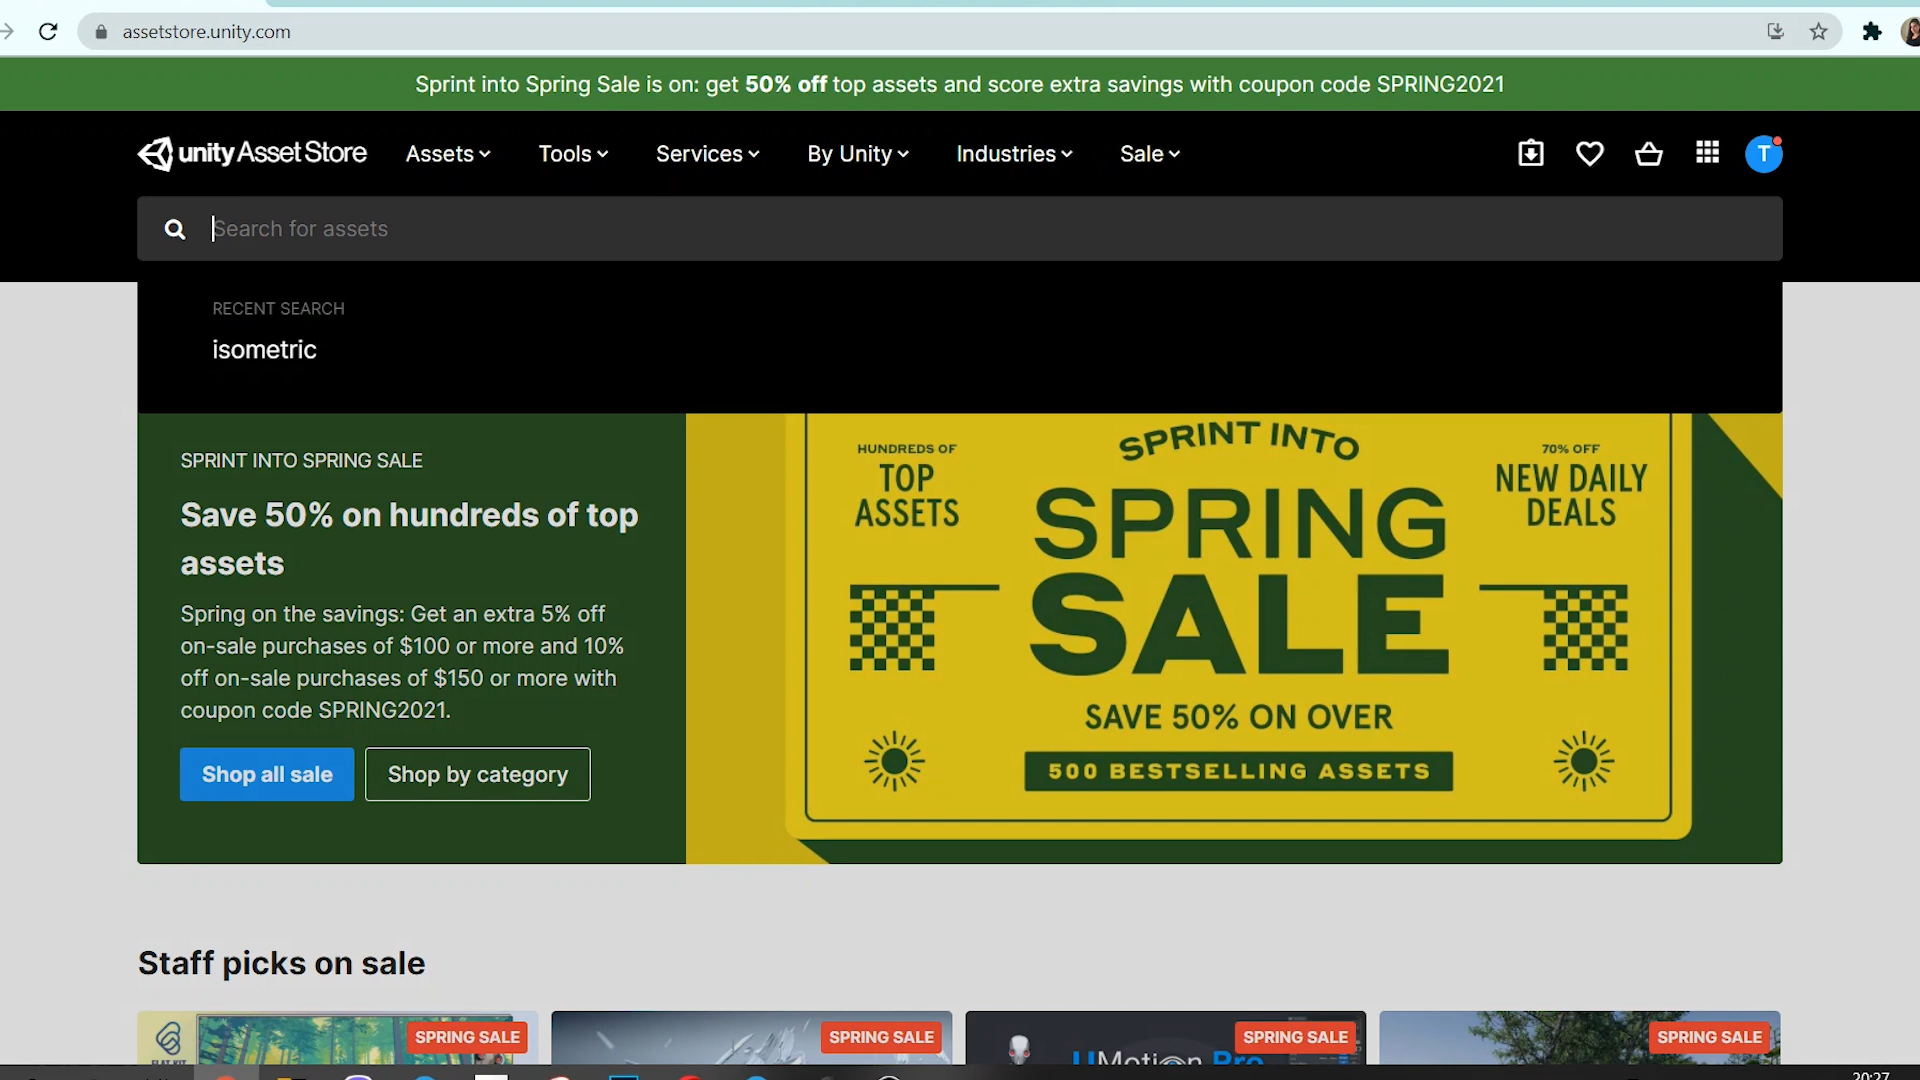 assetstore.unity.com
Sprint into Spring Sale is on: get 50% off top assets and score extra savings with coupon code SPRING2021
unity Asset Store Assets Tools Services By Unity Industries Sale T
Search for assets
RECENT SEARCH
isometric
SPRINT INTO SPRING SALE
Save 50% on hundreds of top
assets
Spring on the savings: Get an extra 5% off
on-sale purchases of $100 or more and 10%
off on-sale purchases of $150 or more with
coupon code SPRING2021.
Shop all sale Shop by category
HUNDREDS OF
TOP
ASSETS
SPRINT INTO
SPRING
SALE
SAVE 50% ON OVER
500 BESTSELLING ASSETS
70% OFF
NEW DAILY
DEALS
Staff picks on sale
SPRING SALE SPRING SALE SPRING SALE SPRING SALE
FLAT KIT
UMotion Pro
20:27